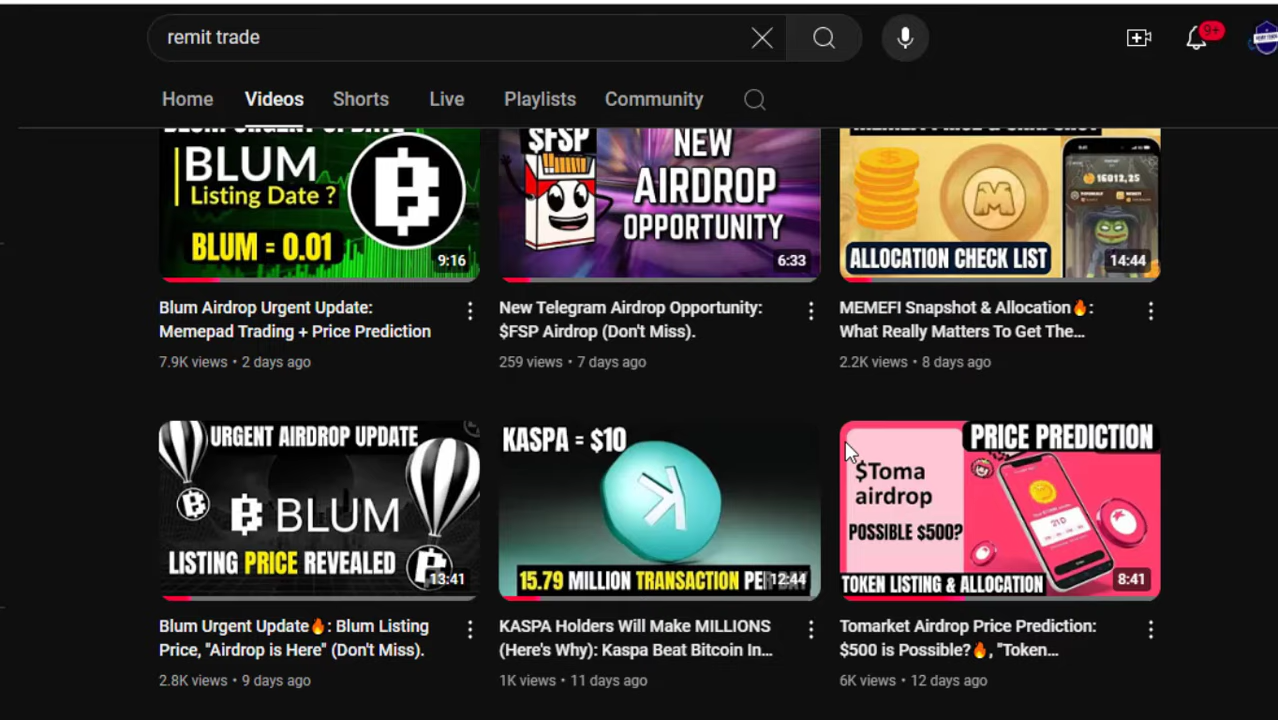 remit trade
9+
Home Videos Shorts Live Playlists Community
BLUM URGENT UPDATE
BLUM
Listing Date ?
BLUM = 0.01
9:16
$FSP
NEW
AIRDROP
OPPORTUNITY
6:33
16012,25
ALLOCATION CHECK LIST
14:44
Blum Airdrop Urgent Update:
Memepad Trading + Price Prediction
7.9K views • 2 days ago
New Telegram Airdrop Opportunity:
$FSP Airdrop (Don't Miss).
259 views • 7 days ago
MEMEFI Snapshot & Allocation🔥:
What Really Matters To Get The...
2.2K views • 8 days ago
URGENT AIRDROP UPDATE
BLUM
LISTING PRICE REVEALED
13:41
KASPA = $10
15.79 MILLION TRANSACTION PER DAY
12:44
PRICE PREDICTION
$Toma
airdrop
POSSIBLE $500?
TOKEN LISTING & ALLOCATION
8:41
Blum Urgent Update🔥: Blum Listing
Price, "Airdrop is Here" (Don't Miss).
2.8K views • 9 days ago
KASPA Holders Will Make MILLIONS
(Here's Why): Kaspa Beat Bitcoin In...
1K views • 11 days ago
Tomarket Airdrop Price Prediction:
$500 is Possible?🔥, "Token...
6K views • 12 days ago